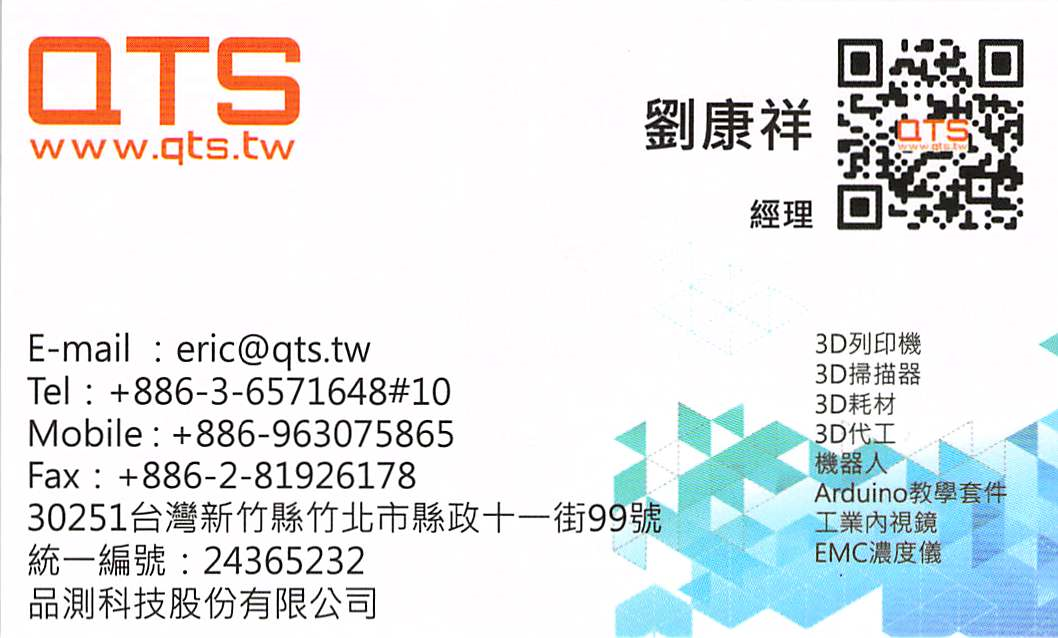 QTS
www.qts.tw
劉康祥
QTS
www.qts.tw
經理
E-mail ：eric@qts.tw
Tel：+886-3-6571648#10
Mobile：+886-963075865
Fax：+886-2-81926178
30251台灣新竹縣竹北市縣政十一街99號
統一編號：24365232
品測科技股份有限公司
3D列印機
3D掃描器
3D耗材
3D代工
機器人
Arduino教學套件
工業內視鏡
EMC濃度儀